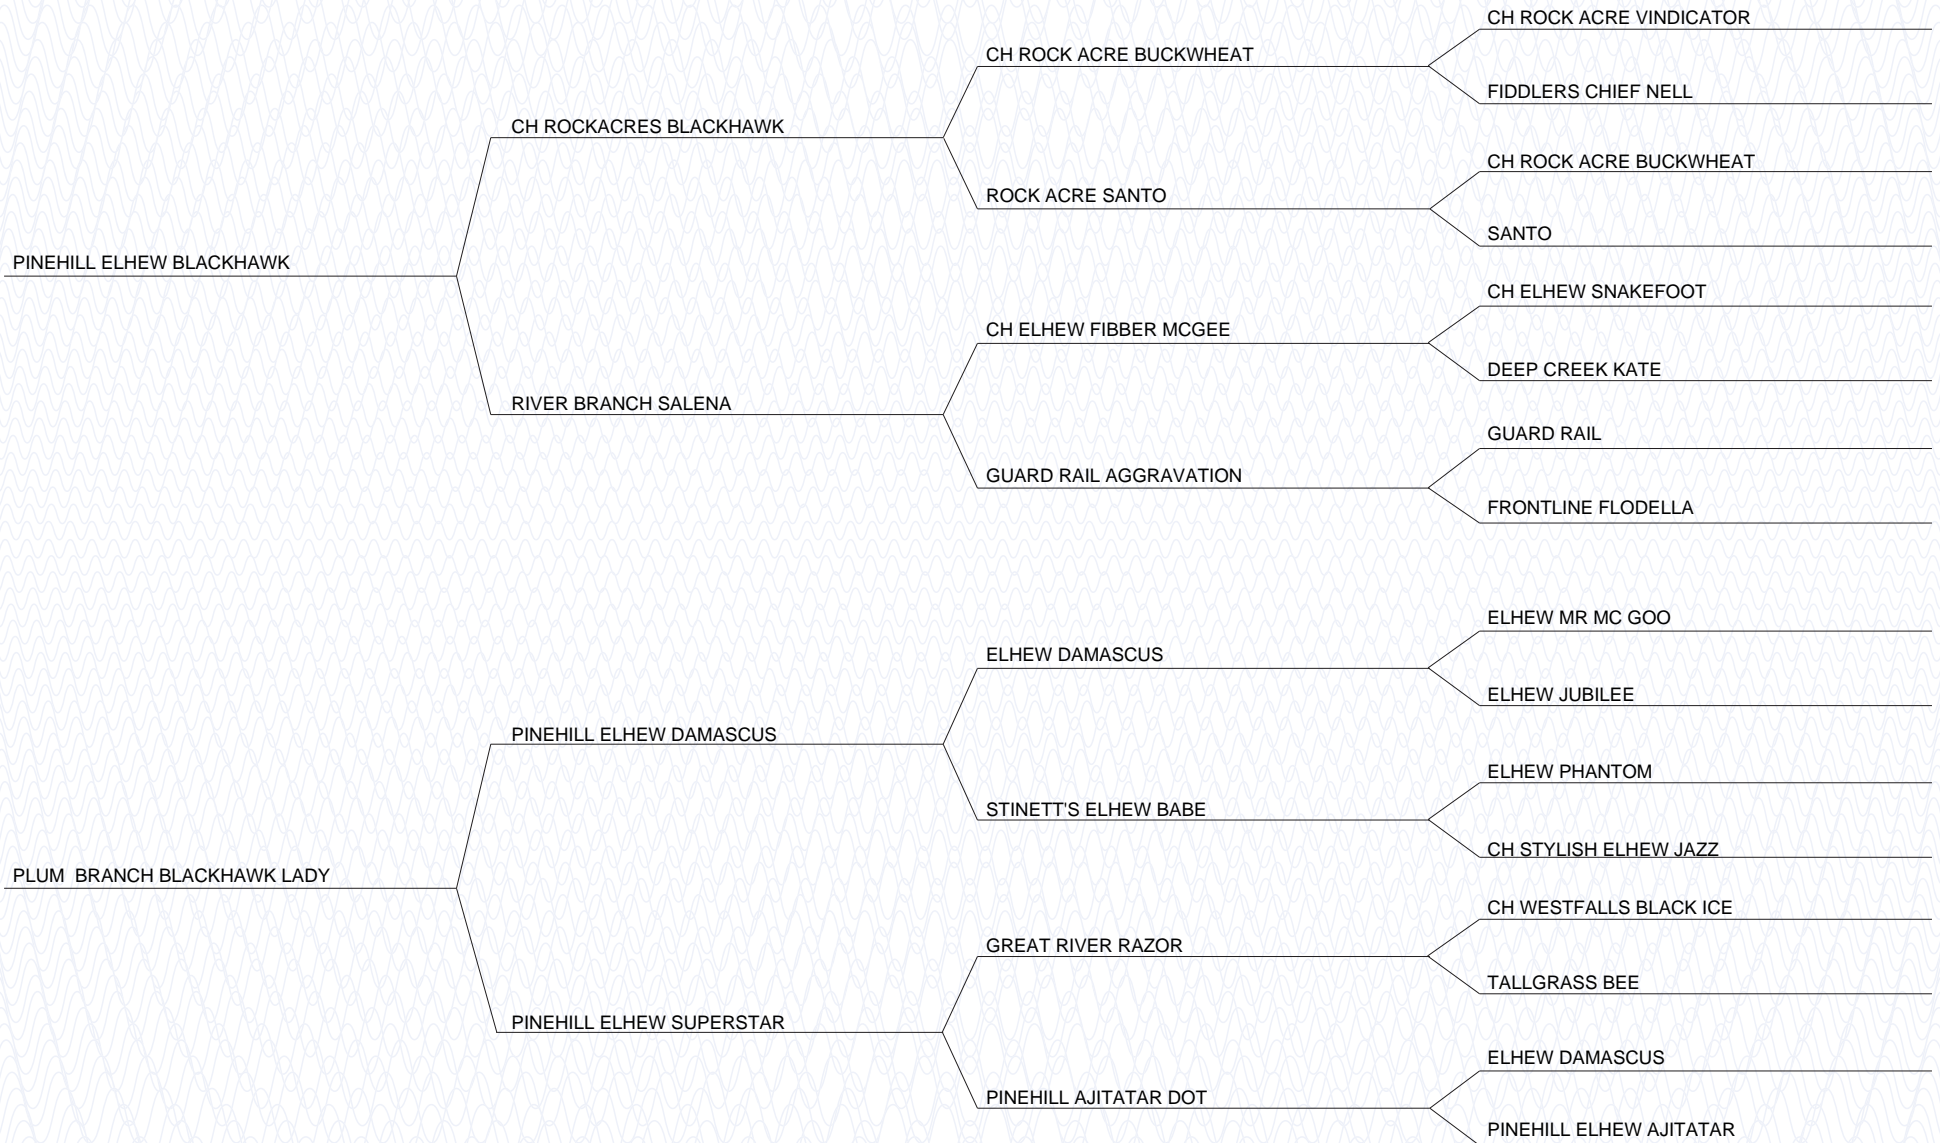 CH ROCK ACRE VINDICATOR
CH ROCK ACRE BUCKWHEAT
FIDDLERS CHIEF NELL
CH ROCKACRES BLACKHAWK
CH ROCK ACRE BUCKWHEAT
ROCK ACRE SANTO
SANTO
PINEHILL ELHEW BLACKHAWK
CH ELHEW SNAKEFOOT
CH ELHEW FIBBER MCGEE
DEEP CREEK KATE
RIVER BRANCH SALENA
GUARD RAIL
GUARD RAIL AGGRAVATION
FRONTLINE FLODELLA
ELHEW MR MC GOO
ELHEW DAMASCUS
ELHEW JUBILEE
PINEHILL ELHEW DAMASCUS
ELHEW PHANTOM
STINETT'S ELHEW BABE
CH STYLISH ELHEW JAZZ
PLUM  BRANCH BLACKHAWK LADY
CH WESTFALLS BLACK ICE
GREAT RIVER RAZOR
TALLGRASS BEE
PINEHILL ELHEW SUPERSTAR
ELHEW DAMASCUS
PINEHILL AJITATAR DOT
PINEHILL ELHEW AJITATAR